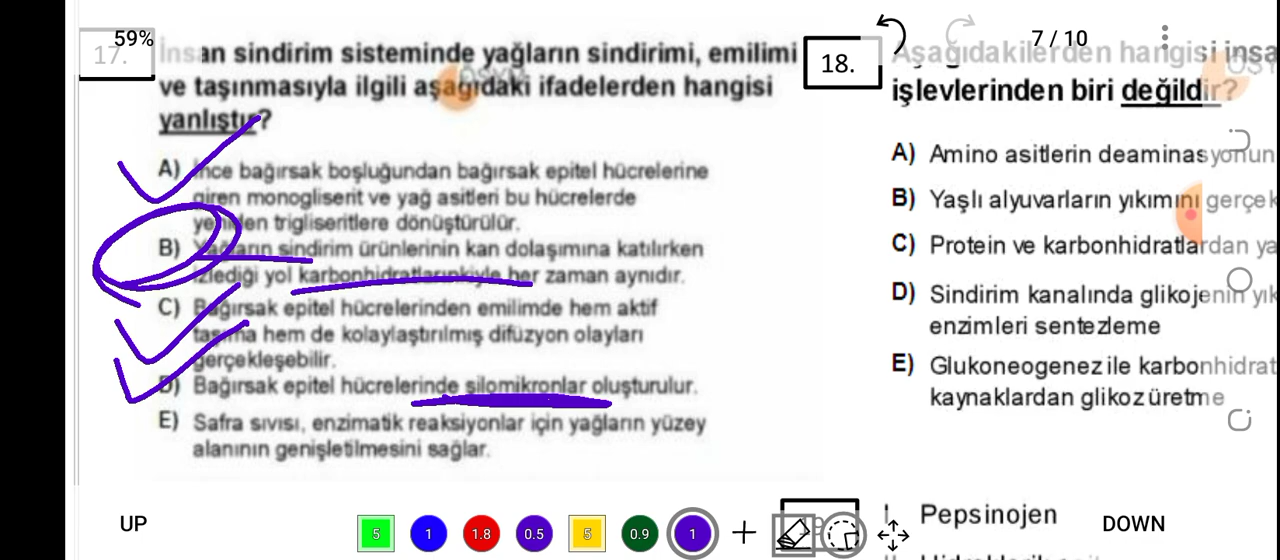 59%
7 / 10
17.
İnsan sindirim sisteminde yağların sindirimi, emilimi
ve taşınmasıyla ilgili aşağıdaki ifadelerden hangisi
yanlıştır?
A) İnce bağırsak boşluğundan bağırsak epitel hücrelerine
giren monogliserit ve yağ asitleri bu hücrelerde
yeniden trigliseritlere dönüştürülür.
B) Yağların sindirim ürünlerinin kan dolaşımına katılırken
izlediği yol karbonhidratlarınkiyle her zaman aynıdır.
C) Bağırsak epitel hücrelerinden emilimde hem aktif
taşıma hem de kolaylaştırılmış difüzyon olayları
gerçekleşebilir.
D) Bağırsak epitel hücrelerinde şilomikronlar oluşturulur.
E) Safra sıvısı, enzimatik reaksiyonlar için yağların yüzey
alanının genişletilmesini sağlar.
18.
Aşağıdakilerden hangisi insa
işlevlerinden biri değildir?
A) Amino asitlerin deaminasyonun
B) Yaşlı alyuvarların yıkımını gerçek
C) Protein ve karbonhidratlardan ya
D) Sindirim kanalında glikojenin yık
enzimleri sentezleme
E) Glukoneogenez ile karbonhidrat
kaynaklardan glikoz üretme
I. Pepsinojen
UP
5
1
1.8
0.5
5
0.9
1
DOWN